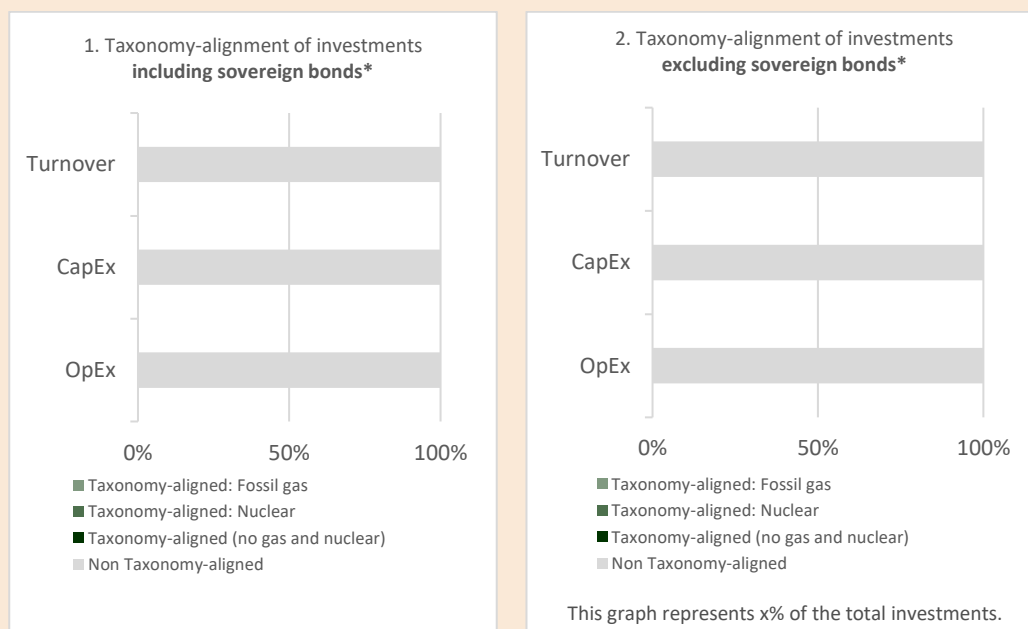 1. Taxonomy-alignment of investments
including sovereign bonds*
Turnover
CapEx
OpEx
0% 50% 100%
Taxonomy-aligned: Fossil gas
Taxonomy-aligned: Nuclear
Taxonomy-aligned (no gas and nuclear)
Non Taxonomy-aligned
2. Taxonomy-alignment of investments
excluding sovereign bonds*
Turnover
CapEx
OpEx
0% 50% 100%
Taxonomy-aligned: Fossil gas
Taxonomy-aligned: Nuclear
Taxonomy-aligned (no gas and nuclear)
Non Taxonomy-aligned
This graph represents x% of the total investments.